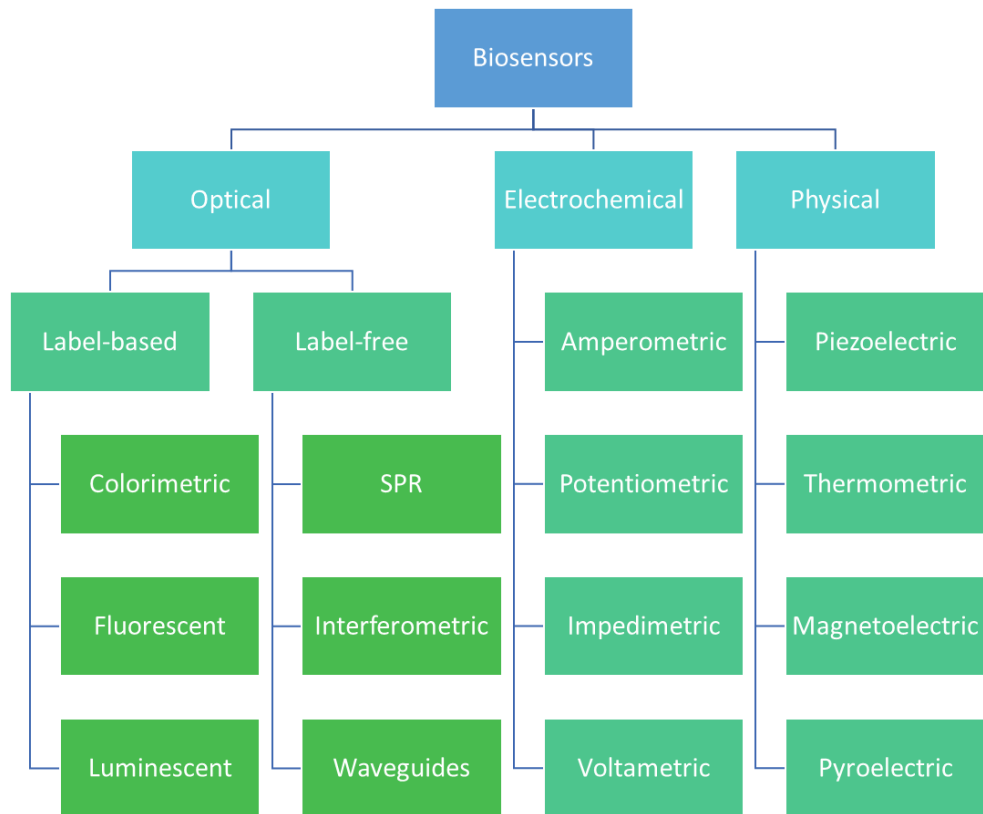 Biosensors
Optical
Electrochemical
Physical
Label-based
Label-free
Amperometric
Piezoelectric
Colorimetric
SPR
Potentiometric
Thermometric
Fluorescent
Interferometric
Impedimetric
Magnetoelectric
Luminescent
Waveguides
Voltametric
Pyroelectric